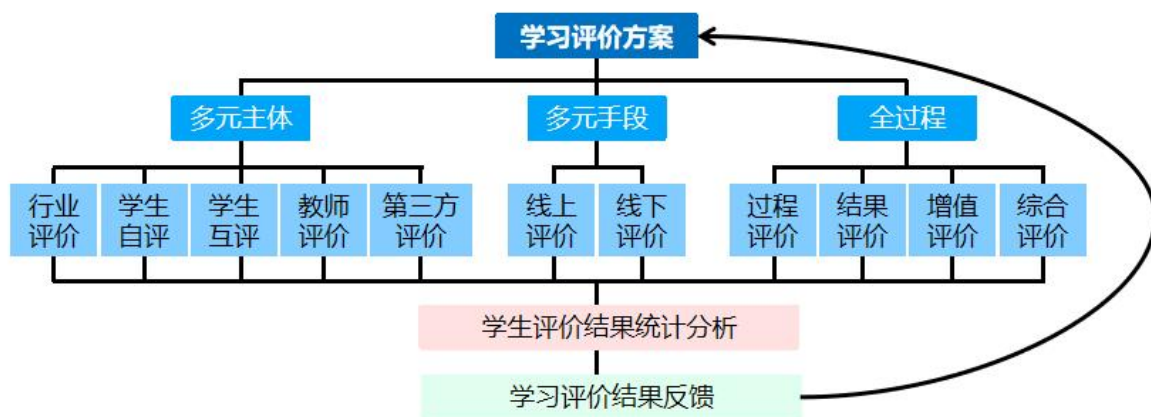 学习评价方案
多元主体
多元手段
全过程
行业
评价
学生
自评
学生
互评
教师
评价
第三方
评价
线上
评价
线下
评价
过程
评价
结果
评价
增值
评价
综合
评价
学生评价结果统计分析
学习评价结果反馈